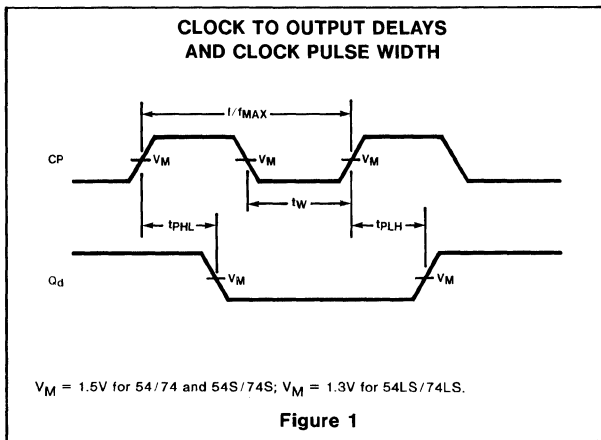 CLOCK TO OUTPUT DELAYS
AND CLOCK PULSE WIDTH
I/fMAX
CP
VM
VM
VM
tW
tPHL
tPLH
Qd
VM
VM
VM = 1.5V for 54/74 and 54S/74S; VM = 1.3V for 54LS/74LS.
Figure 1